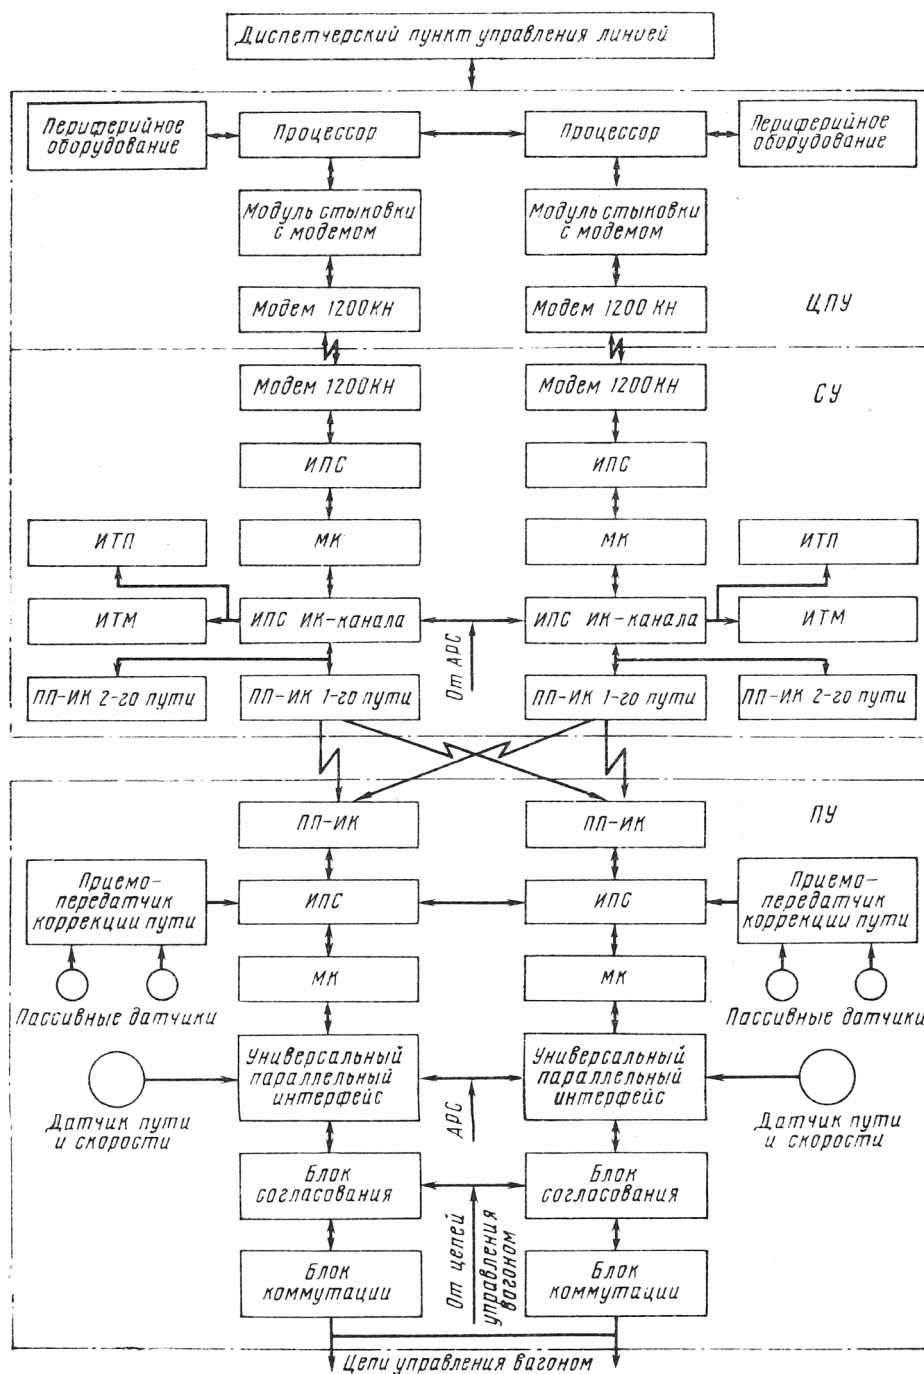 Диспетчерский пункт управления линией
Периферийное
оборудование
Процессор
Процессор
Периферийное
оборудование
Модуль стыковки
с модемом
Модуль стыковки
с модемом
Модем 1200КН
Модем 1200 КН
ЦПУ
Модем 1200КН
Модем 1200КН
СУ
ИПС
ИПС
ИТП
МК
МК
ИТП
ИТМ
ИПС ИК-канала
От АРС
ИПС ИК-канала
ИТМ
ПП-ИК 2-го пути
ПП-ИК 1-го пути
ПП-ИК 1-го пути
ПП-ИК 2-го пути
ПП-ИК
ПП-ИК
ПУ
Приемо-
передатчик
коррекции пути
ИПС
ИПС
Приемо-
передатчик
коррекции пути
МК
МК
Пассивные датчики
Пассивные датчики
Универсальный
параллельный
интерфейс
Универсальный
параллельный
интерфейс
Датчик пути
и скорости
АРС
Датчик пути
и скорости
Блок
согласования
Блок
согласования
От цепей
управления
вагоном
Блок
коммутации
Блок
коммутации
Цепи управления вагоном